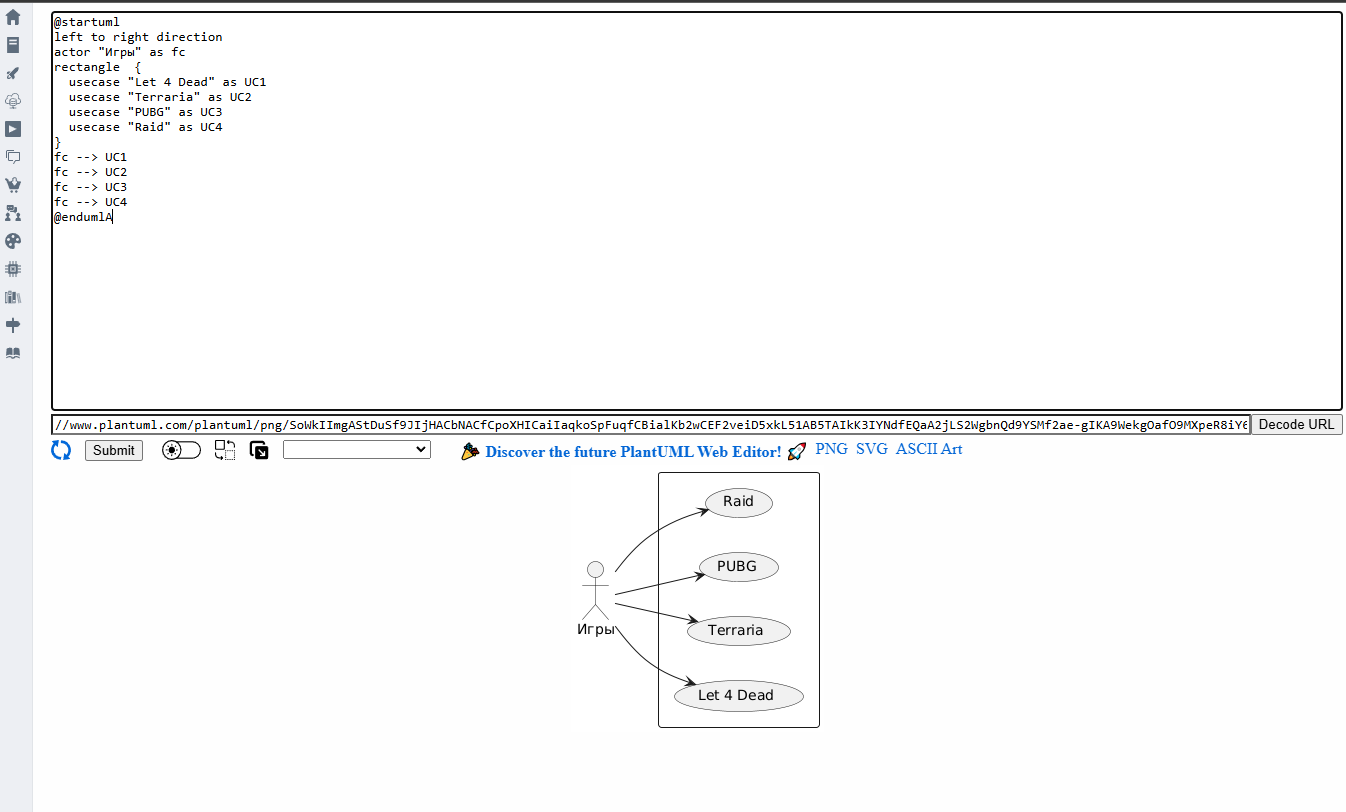 @startuml
left to right direction
actor "Игры" as fc
rectangle  {
  usecase "Let 4 Dead" as UC1
  usecase "Terraria" as UC2
  usecase "PUBG" as UC3
  usecase "Raid" as UC4
}
fc --> UC1
fc --> UC2
fc --> UC3
fc --> UC4
@endumlA
//www.plantuml.com/plantuml/png/SoWkIImgAStDuSf9JIjHACbNACfCpoXHICaiIaqkoSpFuqfCBialKb2wCEF2veiD5xkL51AB5TAIkK3IYNdfEQaA2jLS2WgbnQd9YSMf2ae-gIKA9WekgOafO9MXpeR8iY6 Decode URL
Submit Discover the future PlantUML Web Editor! PNG SVG ASCII Art
Raid
PUBG
Игры
Terraria
Let 4 Dead